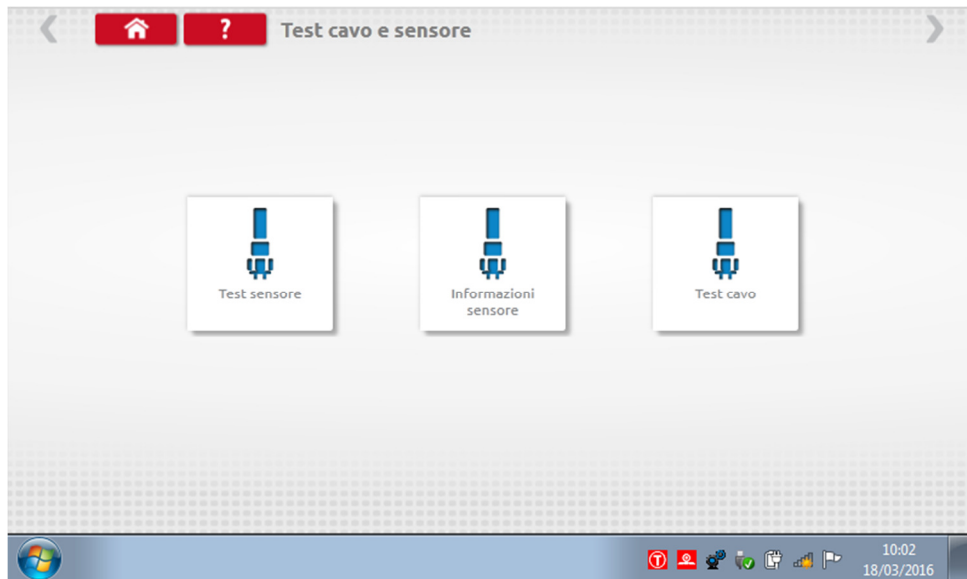 ? Test cavo e sensore
Test sensore
Informazioni
sensore
Test cavo
10:02
18/03/2016